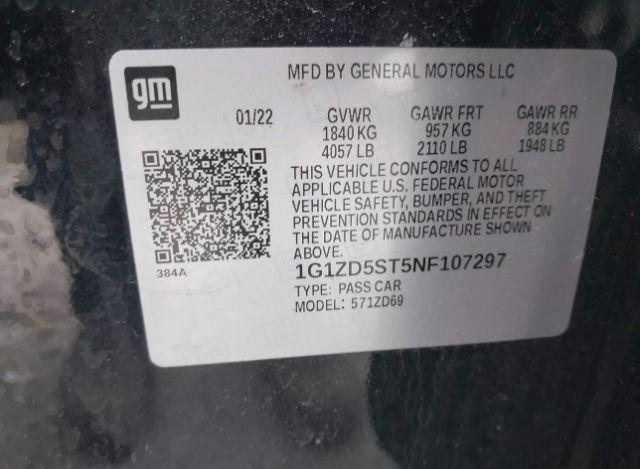 gm
MFD BY GENERAL MOTORS LLC
01/22 GVWR GAWR FRT GAWR RR
1840 KG 957 KG 884 KG
4057 LB 2110 LB 1948 LB
THIS VEHICLE CONFORMS TO ALL
APPLICABLE U.S. FEDERAL MOTOR
VEHICLE SAFETY, BUMPER, AND THEFT
PREVENTION STANDARDS IN EFFECT ON
THE DATE OF MANUFACTURE SHOWN
ABOVE.
384A
1G1ZD5ST5NF107297
TYPE: PASS CAR
MODEL: 571ZD69